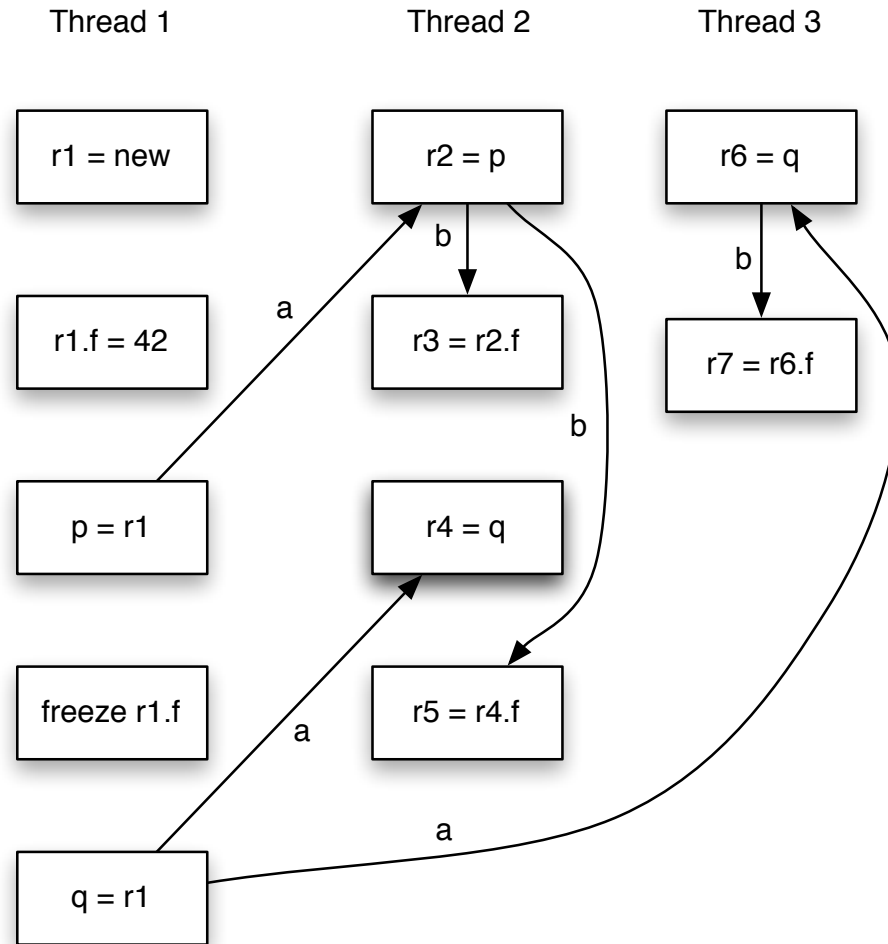 Thread 1
Thread 2
Thread 3
r1 = new
r2 = p
r6 = q
b
b
a
r1.f = 42
r3 = r2.f
r7 = r6.f
b
p = r1
r4 = q
freeze r1.f
r5 = r4.f
a
a
q = r1